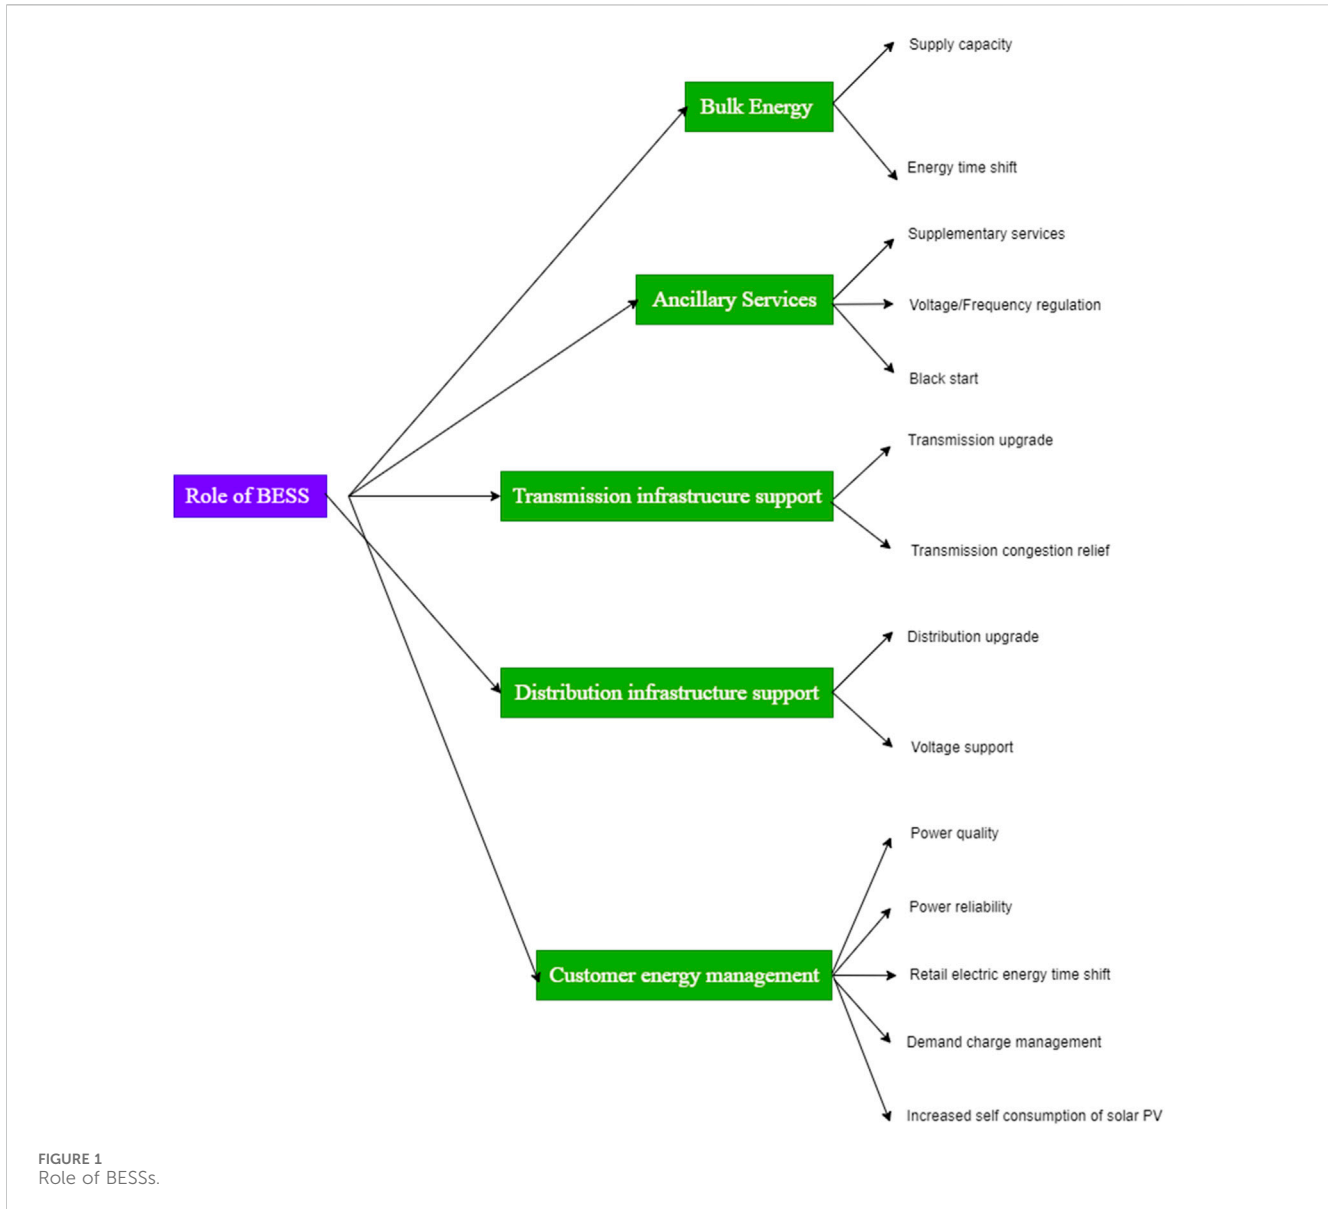 Supply capacity
Bulk Energy
Energy time shift
Supplementary services
Ancillary Services
Voltage/Frequency regulation
Black start
Transmission upgrade
Role of BESS
Transmission infrastrucure support
Transmission congestion relief
Distribution upgrade
Distribution infrastructure support
Voltage support
Power quality
Power reliability
Customer energy management
Retail electric energy time shift
Demand charge management
Increased self consumption of solar PV
FIGURE 1
Role of BESSs.